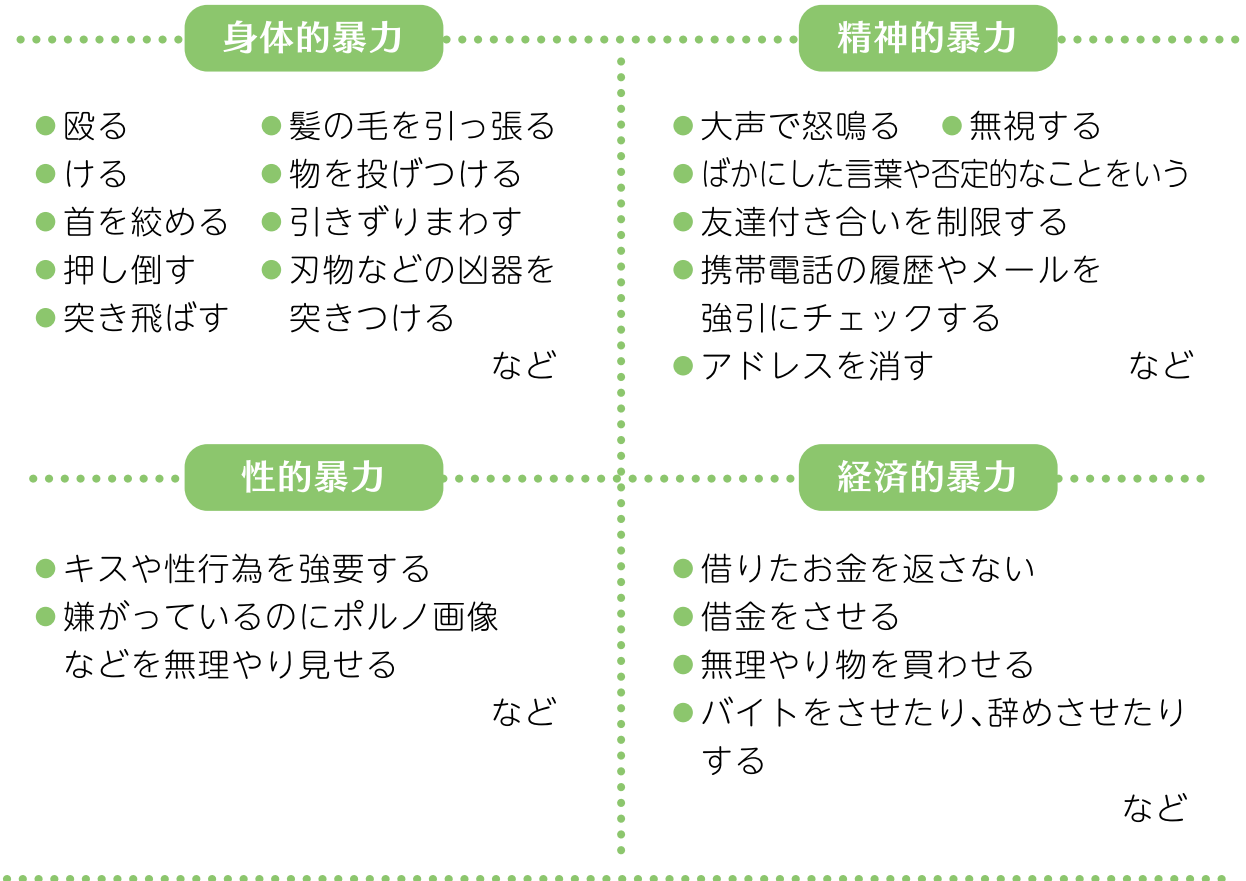 身体的暴力
●殴る
●ける
●首を絞める
●押し倒す
●突き飛ばす
●髪の毛を引っ張る
●物を投げつける
●引きずりまわす
●刃物などの凶器を
突きつける
など
精神的暴力
●大声で怒鳴る ●無視する
●ばかにした言葉や否定的なことをいう
●友達付き合いを制限する
●携帯電話の履歴やメールを
強引にチェックする
●アドレスを消す など
性的暴力
●キスや性行為を強要する
●嫌がっているのにポルノ画像
などを無理やり見せる
など
経済的暴力
●借りたお金を返さない
●借金をさせる
●無理やり物を買わせる
●バイトをさせたり、辞めさせたり
する
など